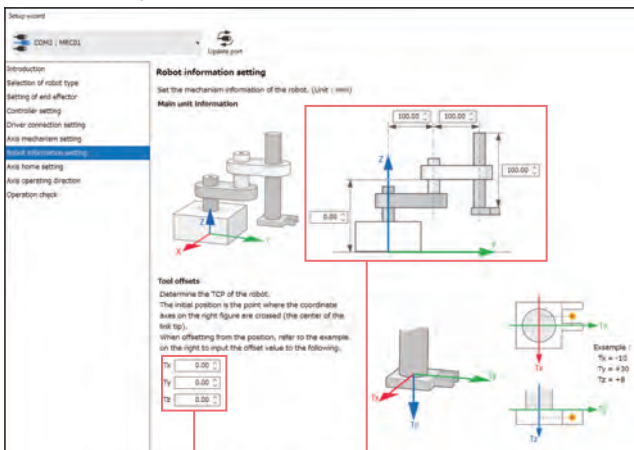 Setup wizard
COM3 : MRC01
Update port
Introduction
Selection of robot type
Setting of end effector
Controller setting
Driver connection setting
Axis mechanism setting
Robot information setting
Axis home setting
Axis operating direction
Operation check
Robot information setting
Set the mechanism information of the robot. (Unit : mm)
Main unit information
Z
Y
X
100.00
100.00
Z
100.00
0.00
Y
Tool offsets
Determine the TCP of the robot.
The initial position is the point where the coordinate
axes on the right figure are crossed (the center of the
link tip).
When offsetting from the position, refer to the example
on the right to input the offset value to the following.
Tx 0.00
Ty 0.00
Tz 0.00
Tx
Ty
Tx
Tx
Ty
Tz
Example :
Tx = -10
Ty = +30
Tz = +8